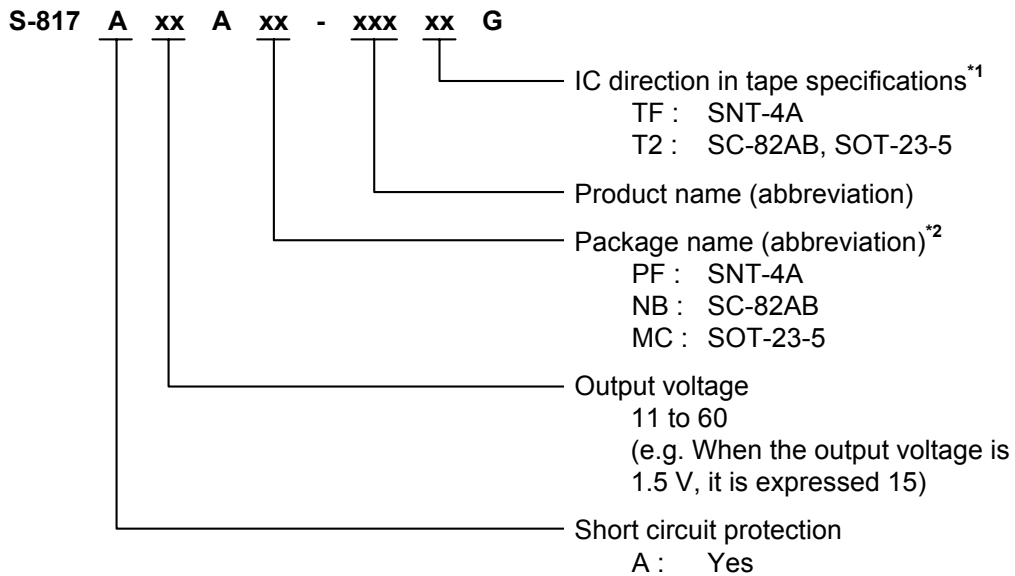 S-817 A xx A xx - xxx xx G
IC direction in tape specifications*1
TF : SNT-4A
T2 : SC-82AB, SOT-23-5
Product name (abbreviation)
Package name (abbreviation)*2
PF : SNT-4A
NB : SC-82AB
MC : SOT-23-5
Output voltage
11 to 60
(e.g. When the output voltage is
1.5 V, it is expressed 15)
Short circuit protection
A : Yes